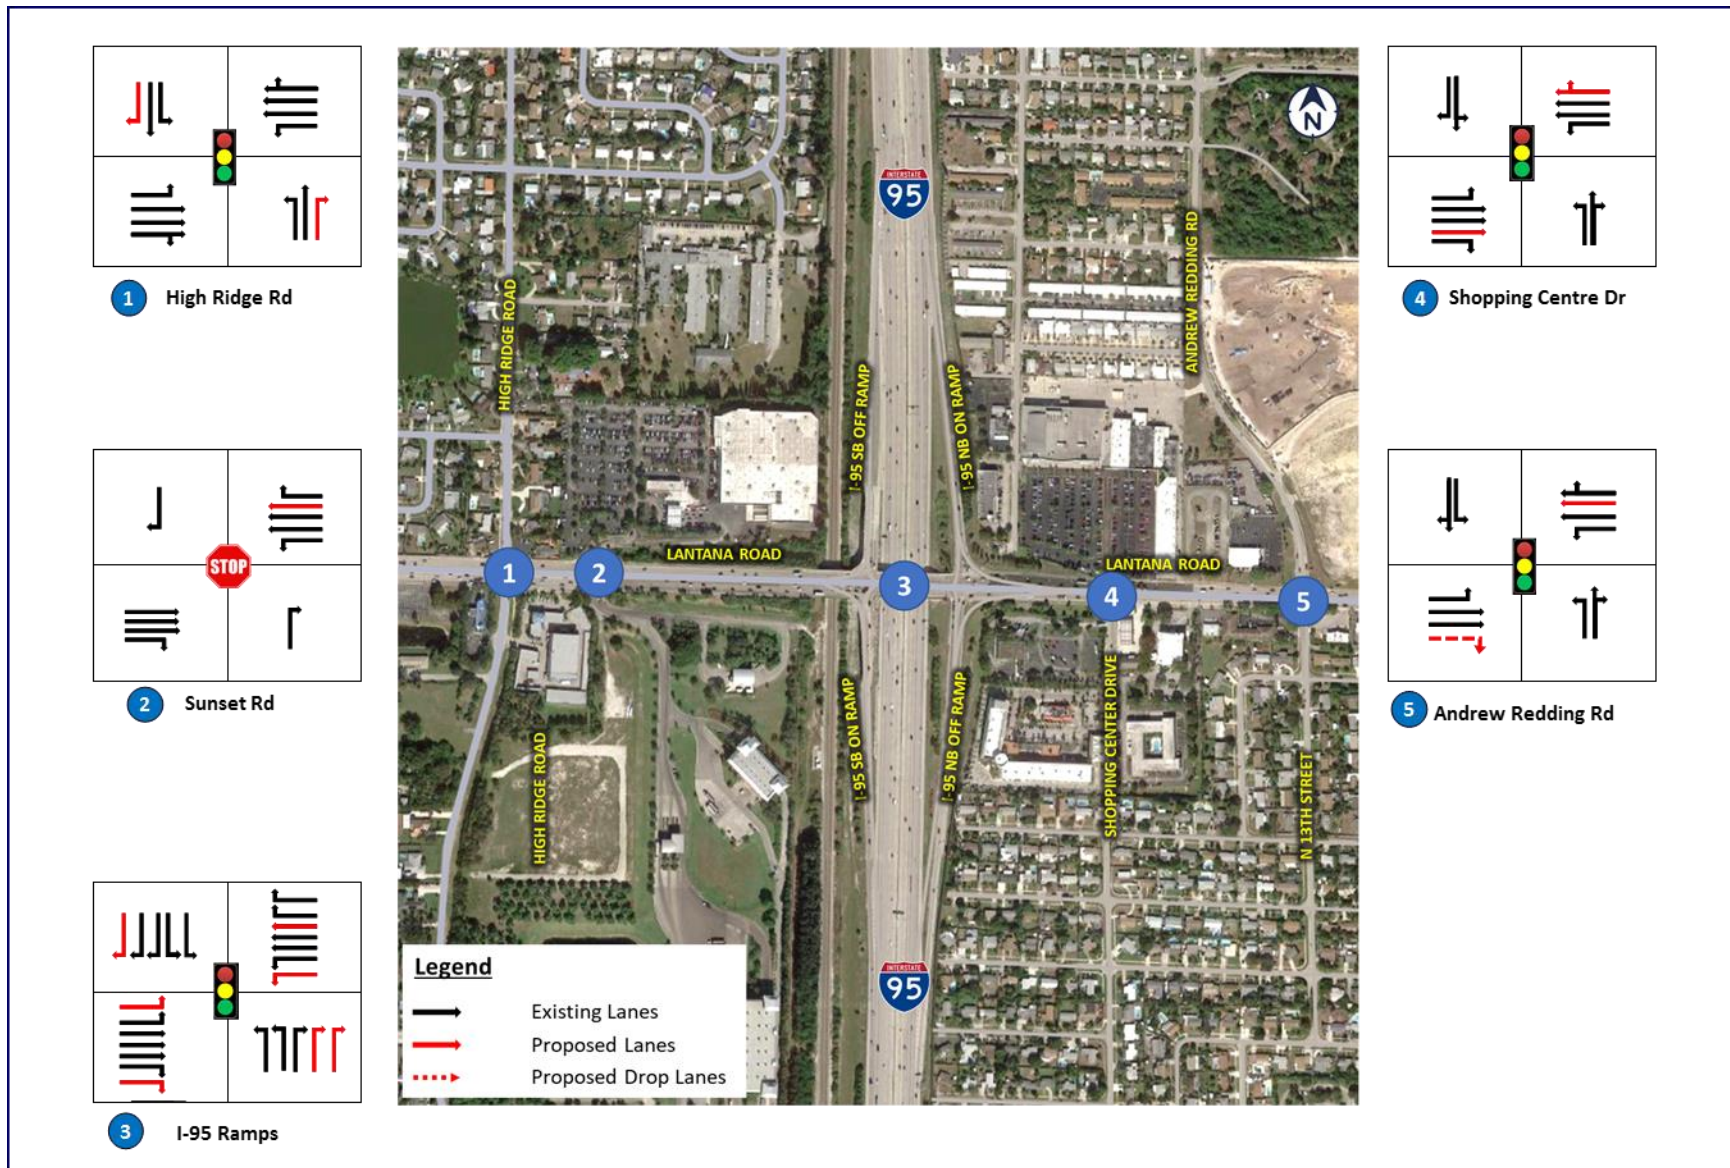 1 High Ridge Rd
STOP
2 Sunset Rd
3 I-95 Ramps
INTERSTATE
95
N
HIGH RIDGE ROAD
ANDREW REDDING RD
I-95 SB OFF RAMP
I-95 NB ON RAMP
LANTANA ROAD
LANTANA ROAD
1
2
3
4
5
HIGH RIDGE ROAD
I-95 SB ON RAMP
I-95 NB OFF RAMP
SHOPPING CENTER DRIVE
N 13TH STREET
INTERSTATE
95
Legend
Existing Lanes
Proposed Lanes
Proposed Drop Lanes
4 Shopping Centre Dr
5 Andrew Redding Rd